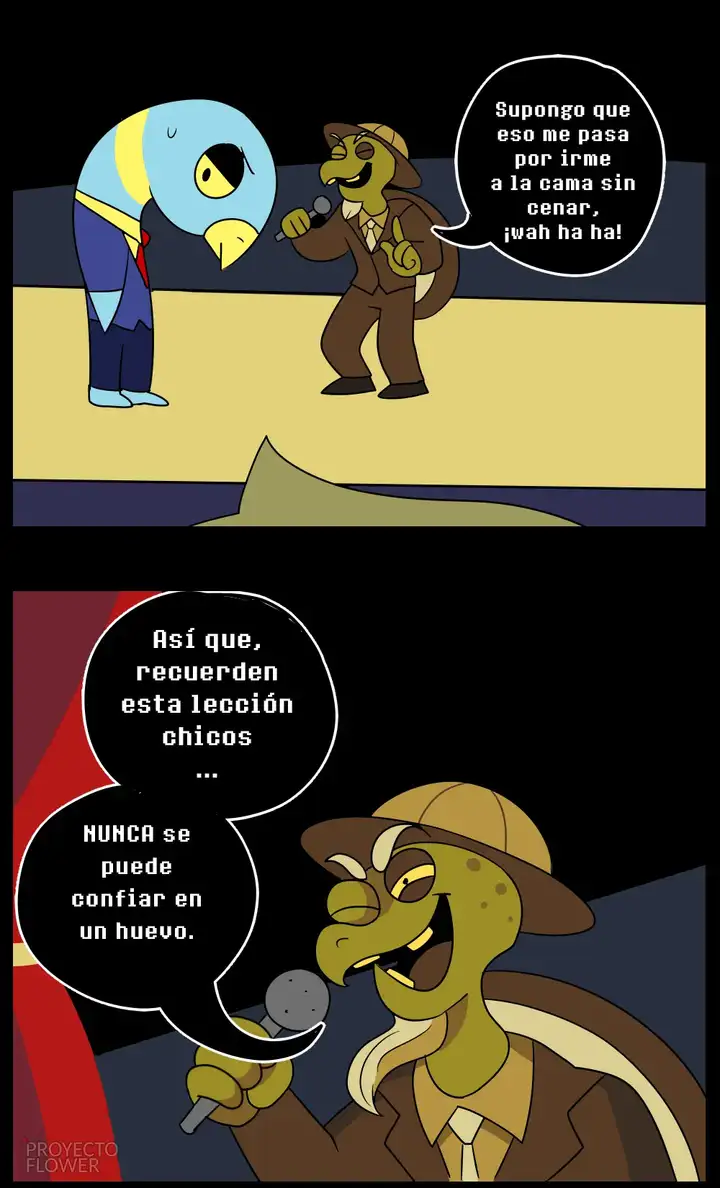 Supongo que
eso me pasa
por irme
a la cama sin
cenar,
¡wah ha ha!
Así que,
recuerden
esta lección
chicos
...
NUNCA se
puede
confiar en
un huevo.
PROYECTO
FLOWER